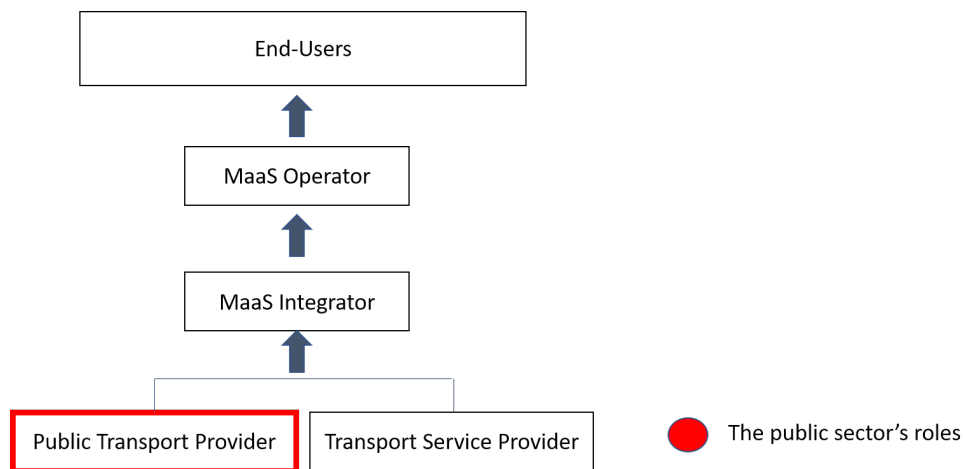 End-Users
MaaS Operator
MaaS Integrator
Public Transport Provider
Transport Service Provider
The public sector’s roles